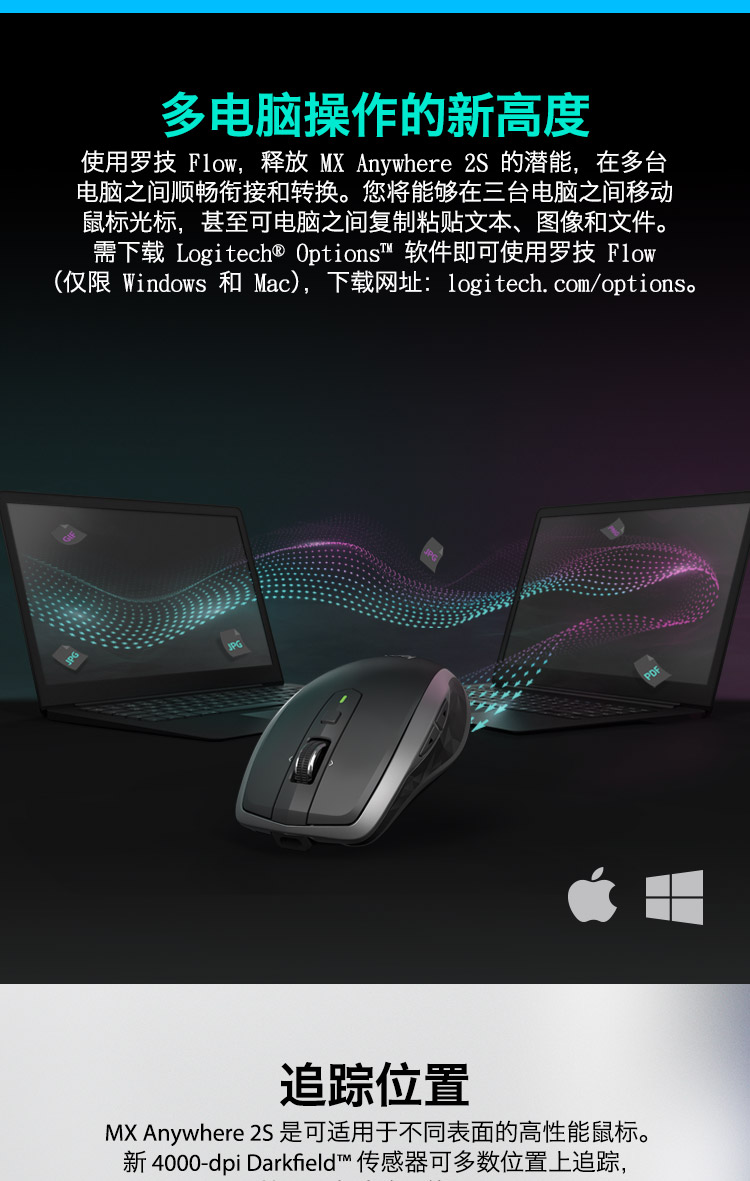 多电脑操作的新高度
使用罗技 Flow，释放 MX Anywhere 2S 的潜能，在多台
电脑之间顺畅衔接和转换。您将能够在三台电脑之间移动
鼠标光标，甚至可电脑之间复制粘贴文本、图像和文件。
需下载 Logitech® Options™ 软件即可使用罗技 Flow
（仅限 Windows 和 Mac），下载网址：logitech.com/options。
GIF
JPG
JPG
JPG
PDF
追踪位置
MX Anywhere 2S 是可适用于不同表面的高性能鼠标。
新 4000-dpi Darkfield™ 传感器可多数位置上追踪，